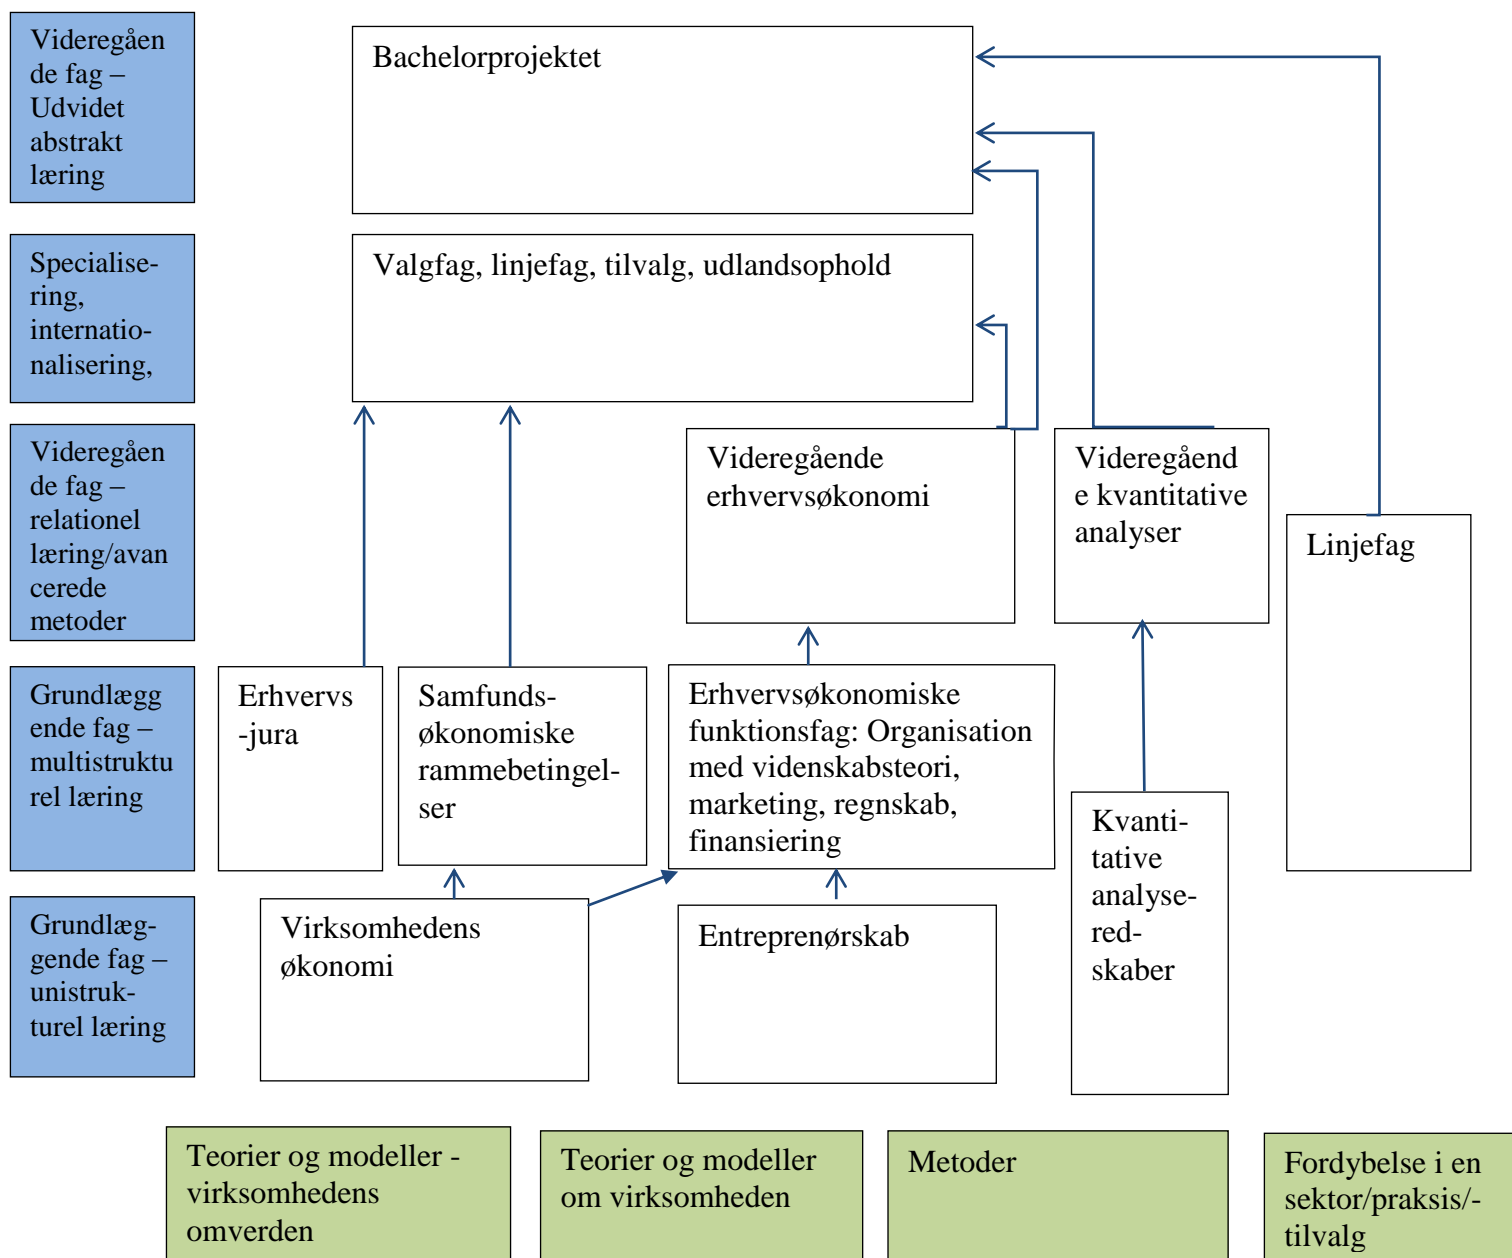 Videregåen
de fag –
Udvidet
abstrakt
læring
Bachelorprojektet
Specialise-
ring,
internatio-
nalisering,
Valgfag, linjefag, tilvalg, udlandsophold
Videregåen
de fag –
relationel
læring/avan
cerede
metoder
Videregående
erhvervsøkonomi
Videregåend
e kvantitative
analyser
Linjefag
Grundlægg
ende fag –
multistruktu
rel læring
Erhvervs
-jura
Samfunds-
økonomiske
rammebetingel-
ser
Erhvervsøkonomiske
funktionsfag: Organisation
med videnskabsteori,
marketing, regnskab,
finansiering
Kvanti-
tative
analyse-
red-
skaber
Grundlæg-
gende fag –
unistruk-
turel læring
Virksomhedens
økonomi
Entreprenørskab
Teorier og modeller -
virksomhedens
omverden
Teorier og modeller
om virksomheden
Metoder
Fordybelse i en
sektor/praksis/-
tilvalg